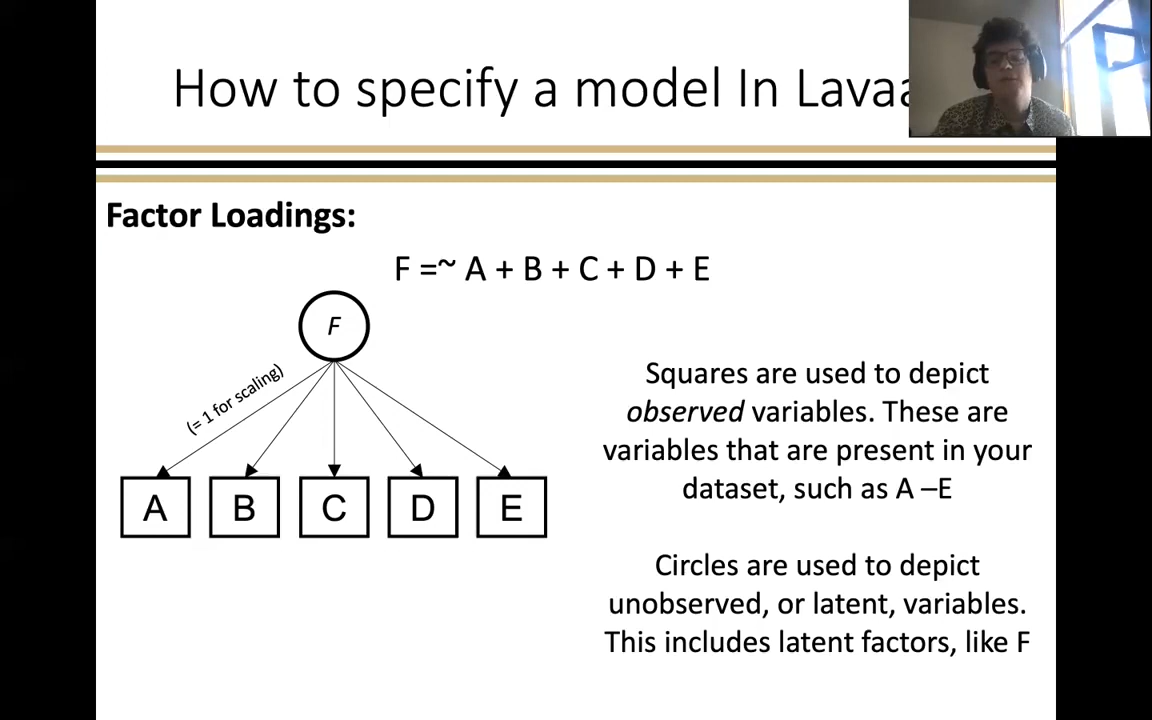 How to specify a model In Lavaa
Factor Loadings:
F =~ A + B + C + D + E
F
(= 1 for scaling)
A B C D E
Squares are used to depict
observed variables. These are
variables that are present in your
dataset, such as A –E
Circles are used to depict
unobserved, or latent, variables.
This includes latent factors, like F